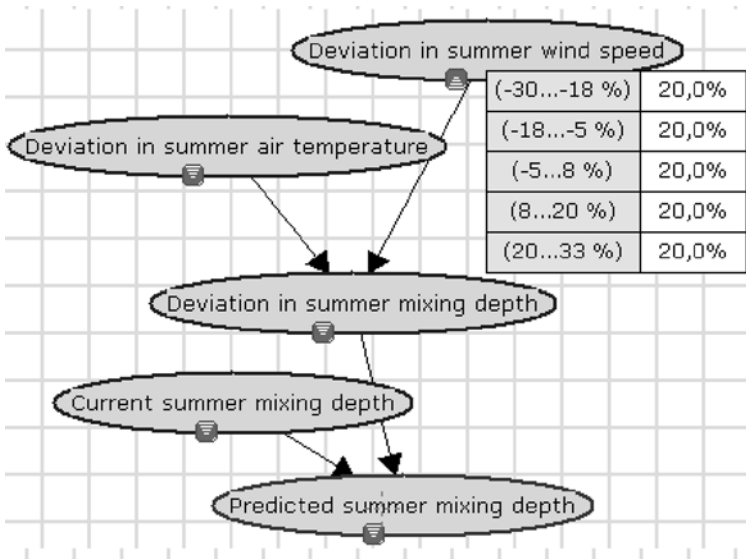 Deviation in summer wind speed
(-30...-18 %) 20,0%
(-18...-5 %) 20,0%
(-5...8 %) 20,0%
(8...20 %) 20,0%
(20...33 %) 20,0%
Deviation in summer air temperature
Deviation in summer mixing depth
Current summer mixing depth
Predicted summer mixing depth